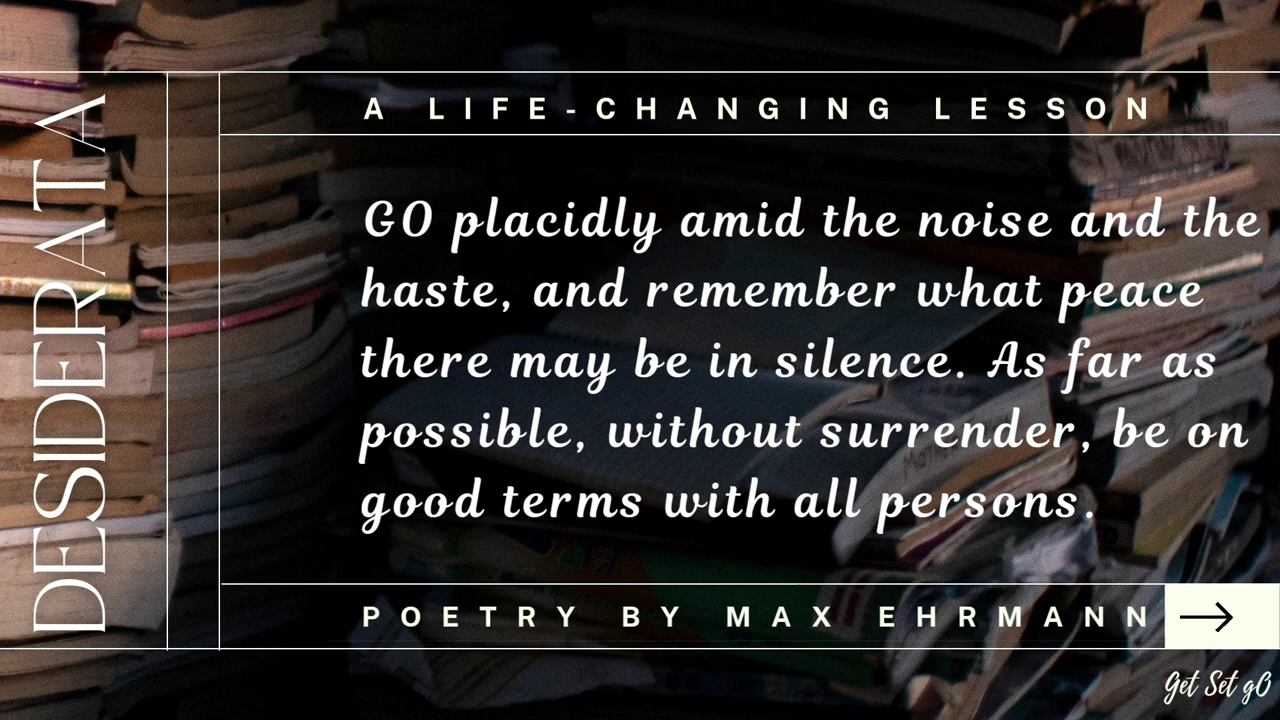 DESIDERATA
A LIFE-CHANGING LESSON
GO placidly amid the noise and the
haste, and remember what peace
there may be in silence. As far as
possible, without surrender, be on
good terms with all persons.
POETRY BY MAX EHRMANN
Get Set gO